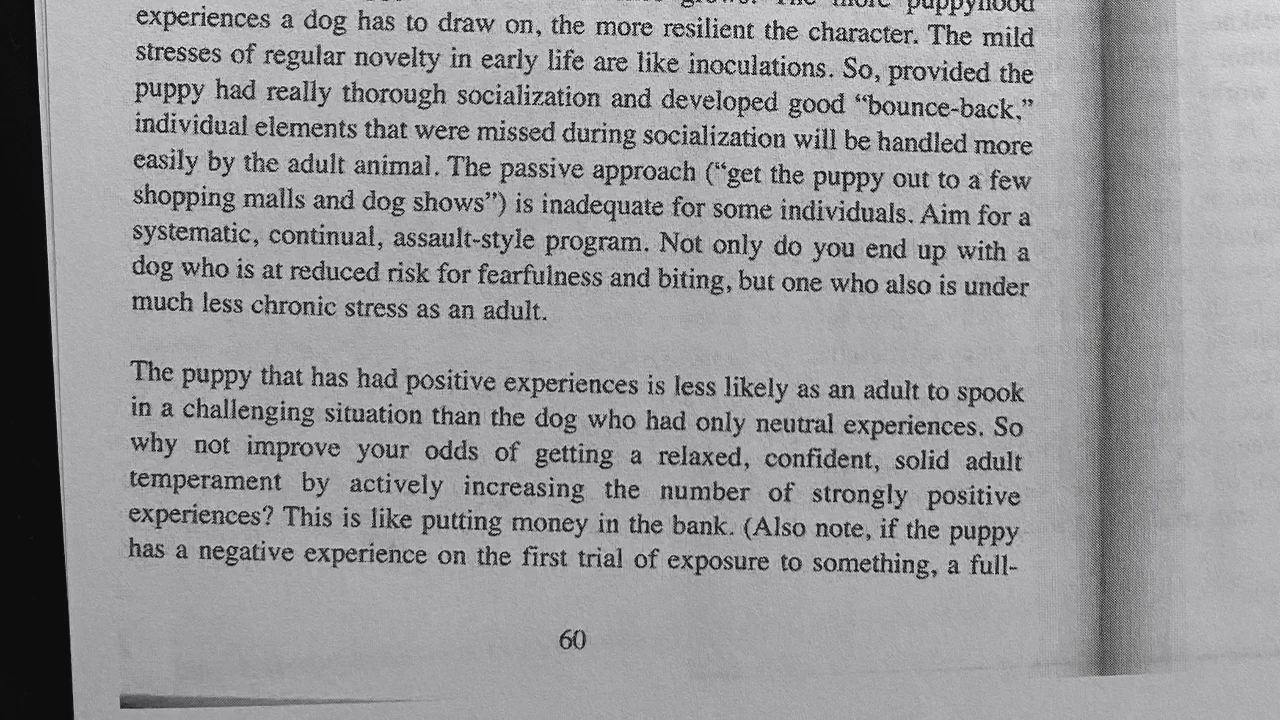 The more puppyhood
experiences a dog has to draw on, the more resilient the character. The mild
stresses of regular novelty in early life are like inoculations. So, provided the
puppy had really thorough socialization and developed good “bounce-back,”
individual elements that were missed during socialization will be handled more
easily by the adult animal. The passive approach (“get the puppy out to a few
shopping malls and dog shows”) is inadequate for some individuals. Aim for a
systematic, continual, assault-style program. Not only do you end up with a
dog who is at reduced risk for fearfulness and biting, but one who also is under
much less chronic stress as an adult.
The puppy that has had positive experiences is less likely as an adult to spook
in a challenging situation than the dog who had only neutral experiences. So
why not improve your odds of getting a relaxed, confident, solid adult
temperament by actively increasing the number of strongly positive
experiences? This is like putting money in the bank. (Also note, if the puppy
has a negative experience on the first trial of exposure to something, a full-
60